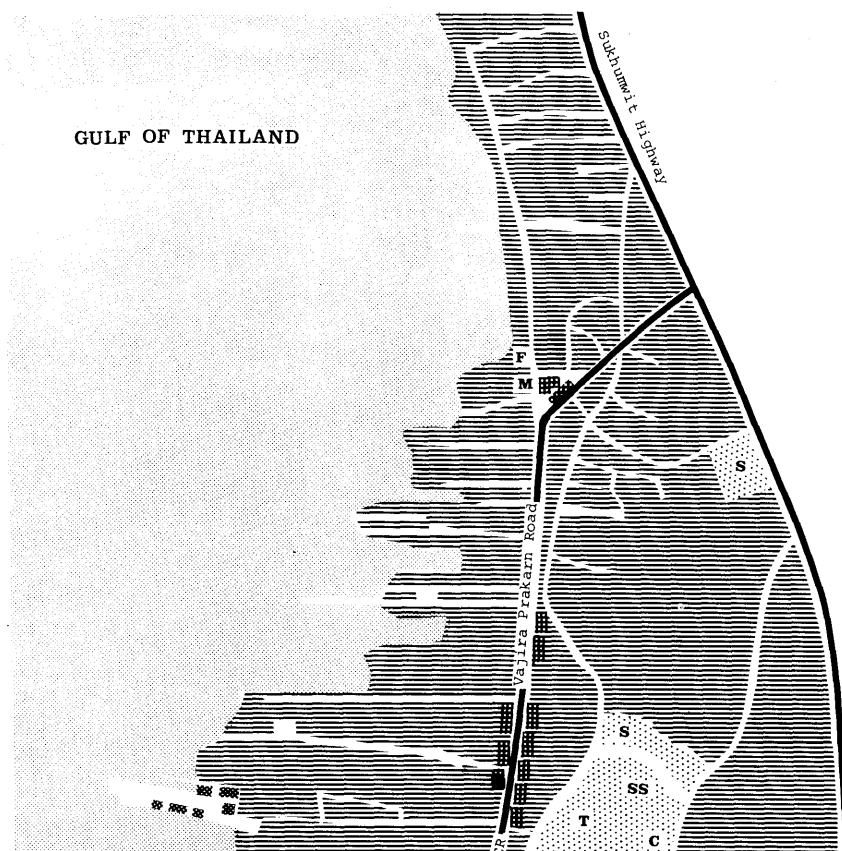 Sukhumwit Highway
GULF OF THAILAND
F
M
S
Vajira Prakarn Road
S
SS
T
C
R